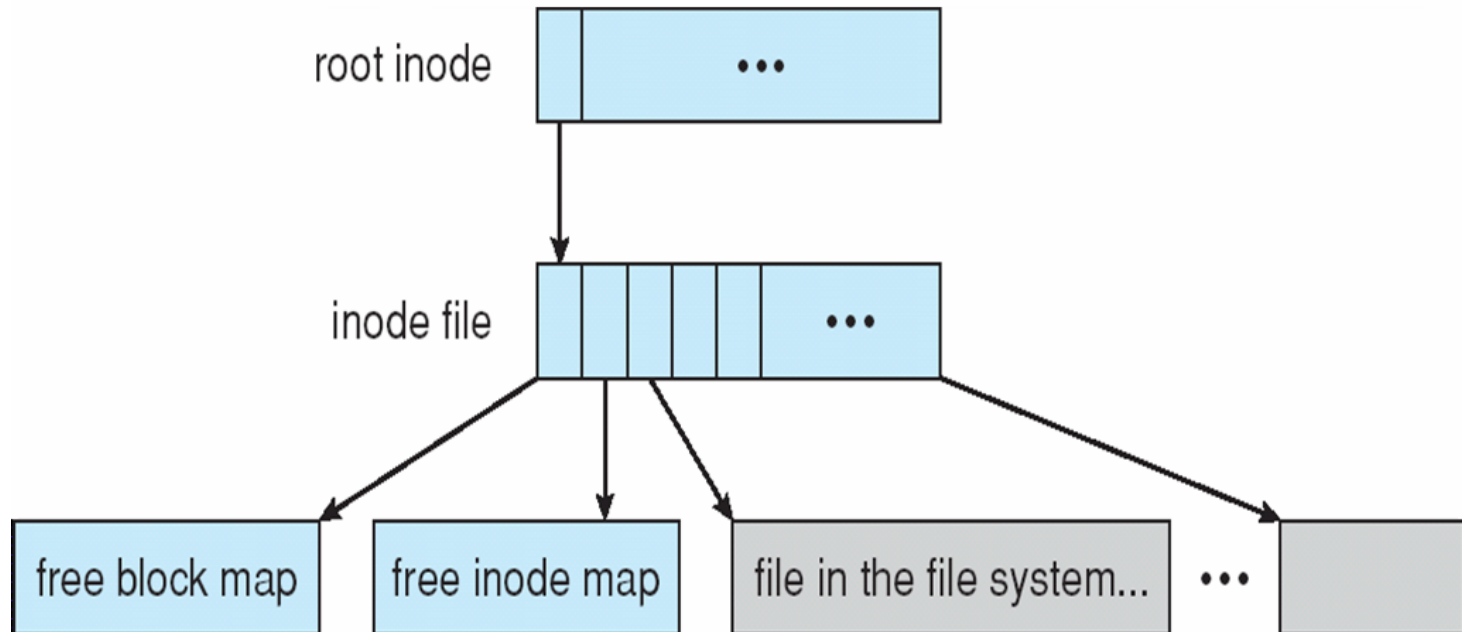 root inode
...
inode file
...
free block map
free inode map
file in the file system...
...